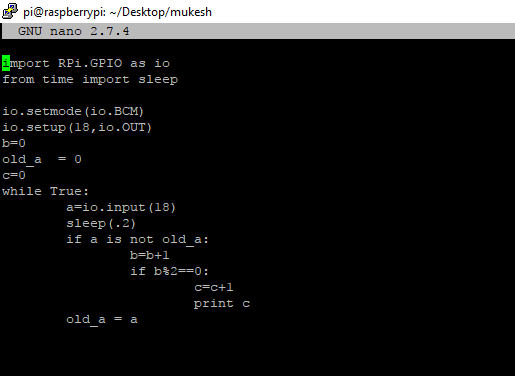 pi@raspberrypi: ~/Desktop/mukesh
GNU nano 2.7.4
import RPi.GPIO as io
from time import sleep
io.setmode(io.BCM)
io.setup(18,io.OUT)
b=0
old_a  = 0
c=0
while True:
        a=io.input(18)
        sleep(.2)
        if a is not old_a:
                b=b+1
                if b%2==0:
                        c=c+1
                        print c
        old_a = a